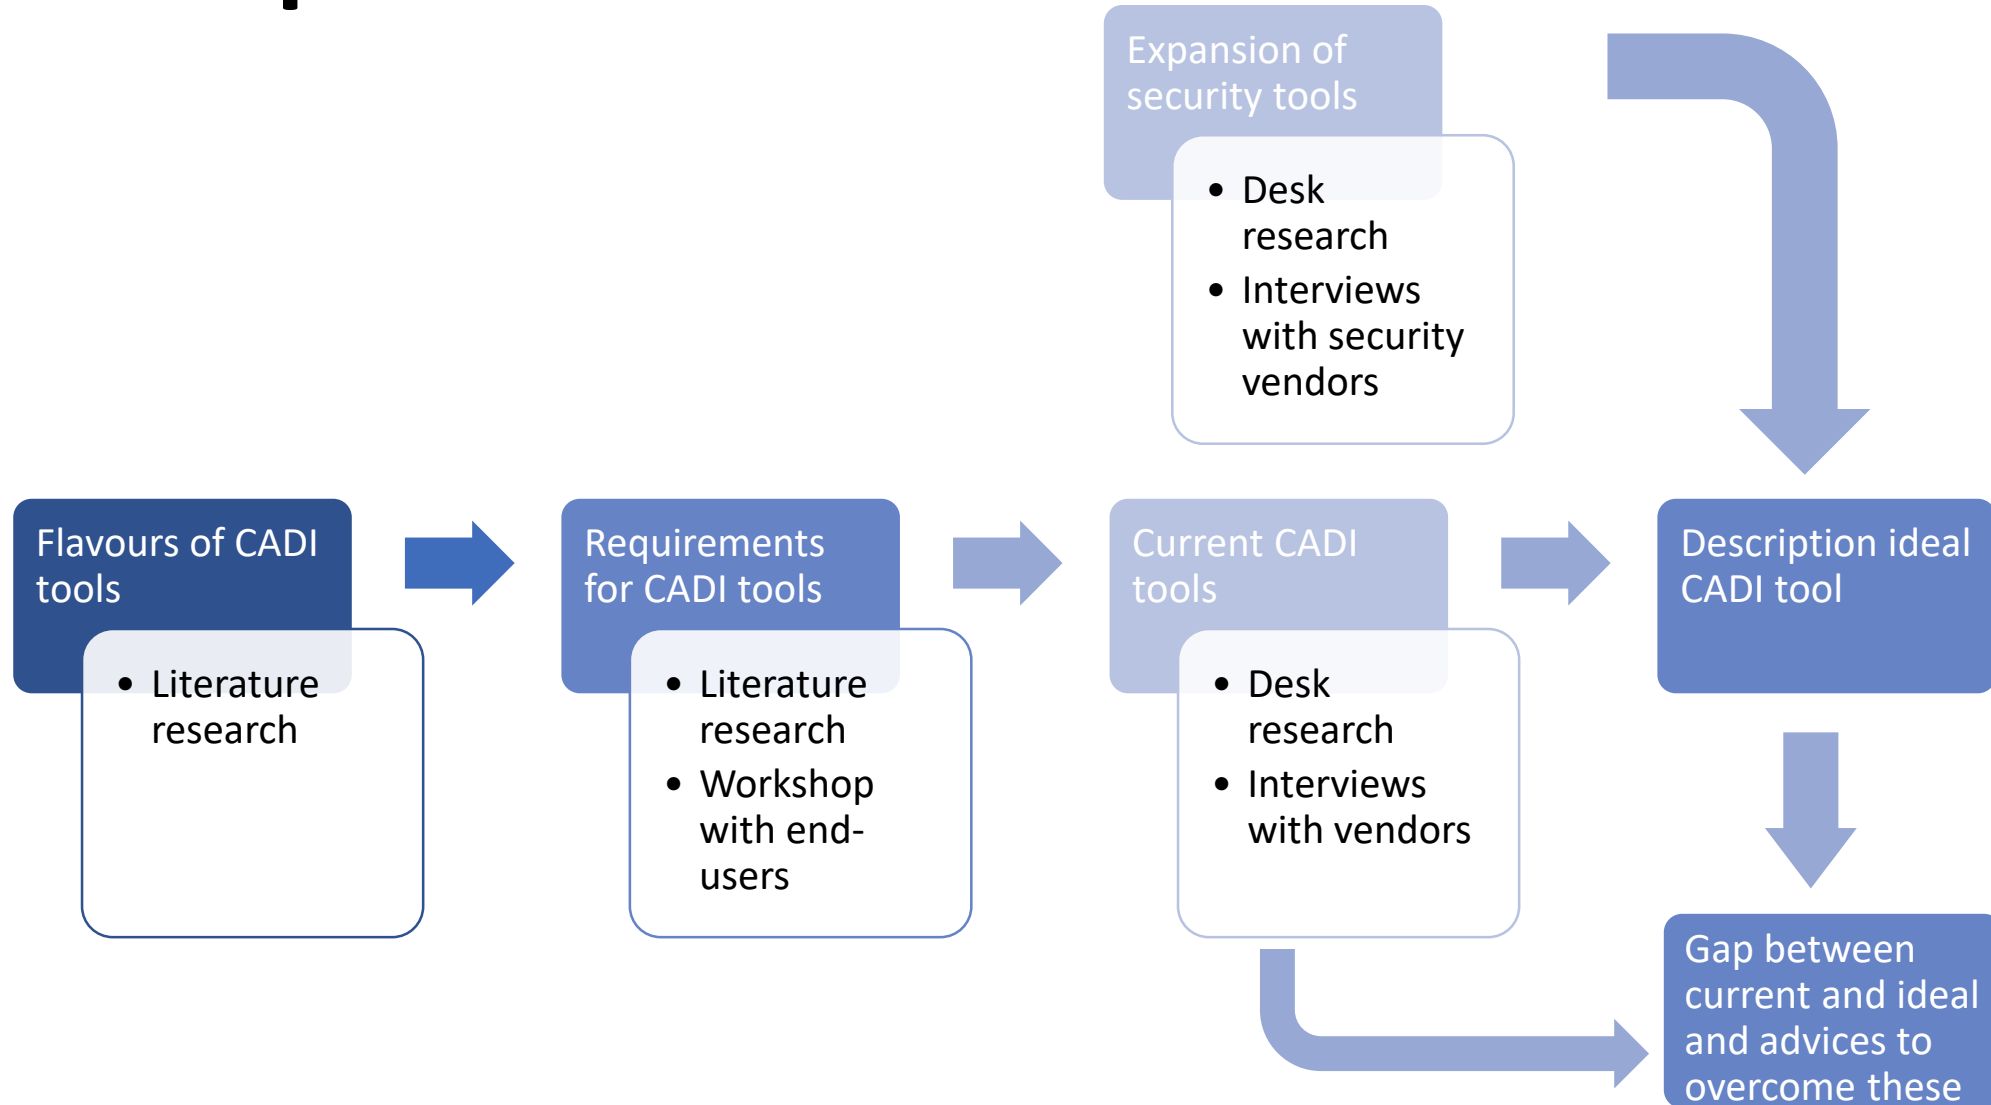 Expansion of
security tools
• Desk
research
• Interviews
with security
vendors
Flavours of CADI
tools
• Literature
research
Requirements
for CADI tools
• Literature
research
• Workshop
with end-
users
Current CADI
tools
• Desk
research
• Interviews
with vendors
Description ideal
CADI tool
Gap between
current and ideal
and advices to
overcome these